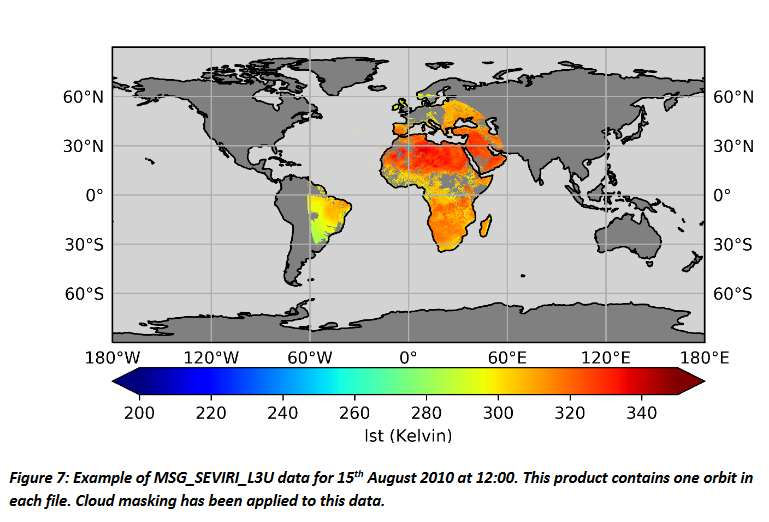 60°N 60°N
30°N 30°N
0° 0°
30°S 30°S
60°S 60°S
180°W 120°W 60°W 0° 60°E 120°E 180°E
200 220 240 260 280 300 320 340
lst (Kelvin)
Figure 7: Example of MSG_SEVIRI_L3U data for 15th August 2010 at 12:00. This product contains one orbit in
each file. Cloud masking has been applied to this data.